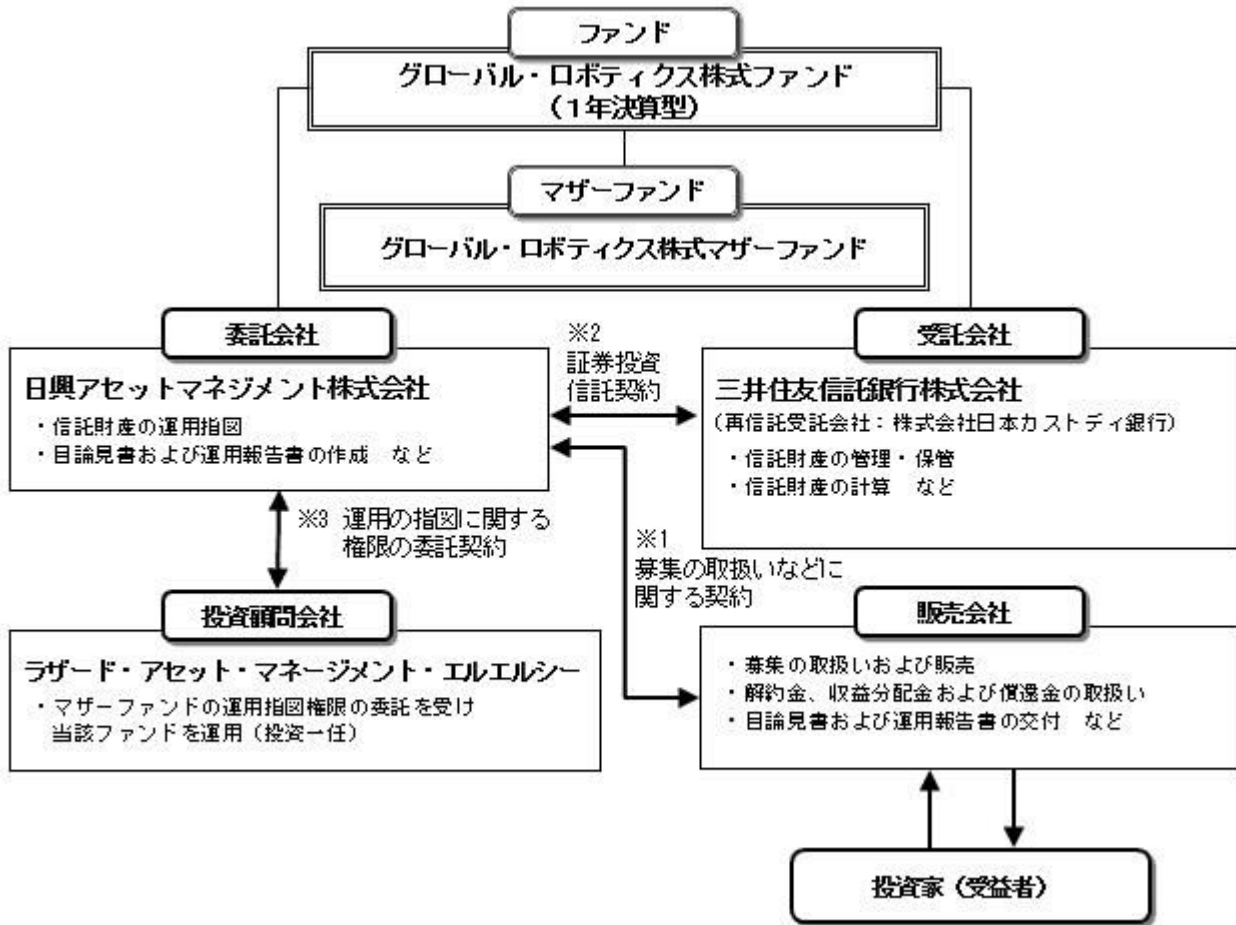 ファンド
グローバル・ロボティクス株式ファンド
(1年決算型)
マザーファンド
グローバル・ロボティクス株式マザーファンド
委託会社
日興アセットマネジメント株式会社
・信託財産の運用指図
・目論見書および運用報告書の作成 など
※2
証券投資
信託契約
受託会社
三井住友信託銀行株式会社
(再信託受託会社:株式会社日本カストディ銀行)
・信託財産の管理・保管
・信託財産の計算 など
※3 運用の指図に関する
権限の委託契約
※1
募集の取扱いなどに
関する契約
投資顧問会社
ラザード・アセット・マネージメント・エルエルシー
・マザーファンドの運用指図権限の委託を受け
当該ファンドを運用(投資一任)
販売会社
・募集の取扱いおよび販売
・解約金、収益分配金および償還金の取扱い
・目論見書および運用報告書の交付 など
投資家(受益者)